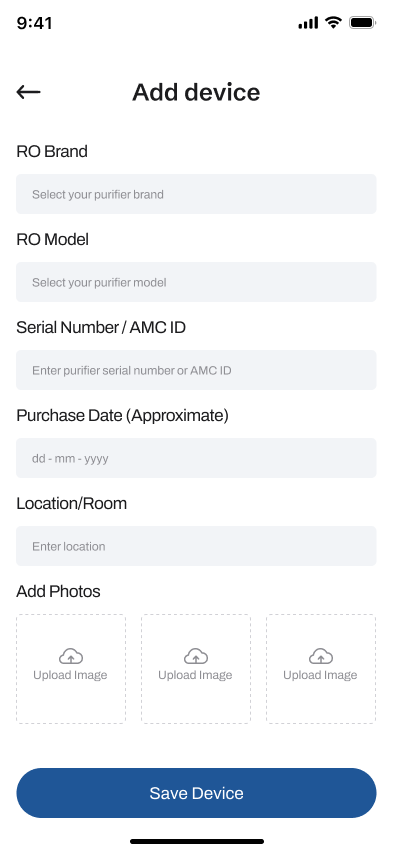 9:41
Add device
RO Brand
Select your purifier brand
RO Model
Select your purifier model
Serial Number / AMC ID
Enter purifier serial number or AMC ID
Purchase Date (Approximate)
dd - mm - yyyy
Location/Room
Enter location
Add Photos
Upload Image Upload Image Upload Image
Save Device